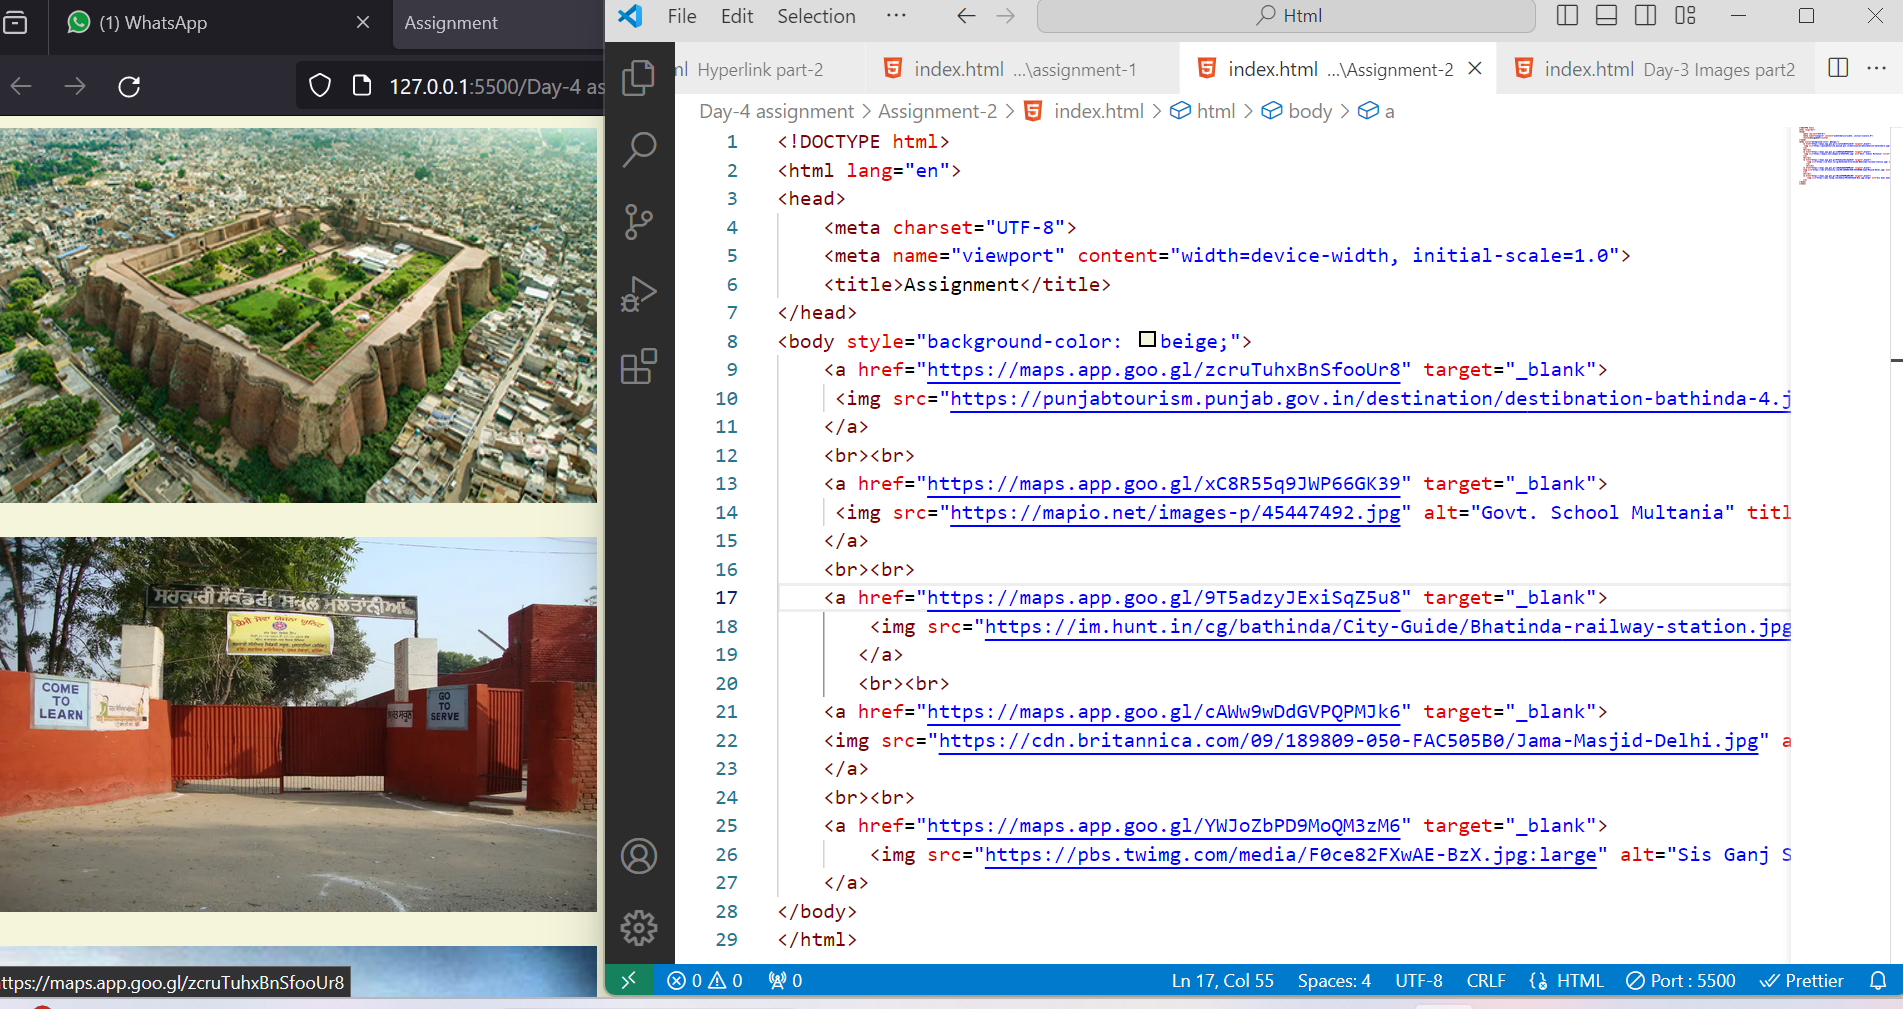 (1) WhatsApp
Assignment
127.0.0.1:5500/Day-4 as
ਸਰਕਾਰੀ ਸੈਕੰਡਰੀ ਸਕੂਲ ਮੁਲਤਾਨੀਆਂ
COME
TO
LEARN
GO
TO
SERVE
ttps://maps.app.goo.gl/zcruTuhxBnSfooUr8
File Edit Selection ··· Html
ml Hyperlink part-2
index.html ...\assignment-1
index.html ...\Assignment-2
index.html Day-3 Images part2
Day-4 assignment > Assignment-2 > index.html > html > body > a
1 <!DOCTYPE html>
2 <html lang="en">
3 <head>
4 <meta charset="UTF-8">
5 <meta name="viewport" content="width=device-width, initial-scale=1.0">
6 <title>Assignment</title>
7 </head>
8 <body style="background-color: beige;">
9 <a href="https://maps.app.goo.gl/zcruTuhxBnSfooUr8" target="_blank">
10 <img src="https://punjabtourism.punjab.gov.in/destination/destibnation-bathinda-4.j
11 </a>
12 <br><br>
13 <a href="https://maps.app.goo.gl/xC8R55q9JWP66GK39" target="_blank">
14 <img src="https://mapio.net/images-p/45447492.jpg" alt="Govt. School Multania" titl
15 </a>
16 <br><br>
17 <a href="https://maps.app.goo.gl/9T5adzyJExiSqZ5u8" target="_blank">
18 <img src="https://im.hunt.in/cg/bathinda/City-Guide/Bhatinda-railway-station.jpg
19 </a>
20 <br><br>
21 <a href="https://maps.app.goo.gl/cAWw9wDdGVPQPMJk6" target="_blank">
22 <img src="https://cdn.britannica.com/09/189809-050-FAC505B0/Jama-Masjid-Delhi.jpg" a
23 </a>
24 <br><br>
25 <a href="https://maps.app.goo.gl/YWJoZbPD9MoQM3zM6" target="_blank">
26 <img src="https://pbs.twimg.com/media/F0ce82FXwAE-BzX.jpg:large" alt="Sis Ganj S
27 </a>
28 </body>
29 </html>
0 0 0 Ln 17, Col 55 Spaces: 4 UTF-8 CRLF HTML Port : 5500 Prettier